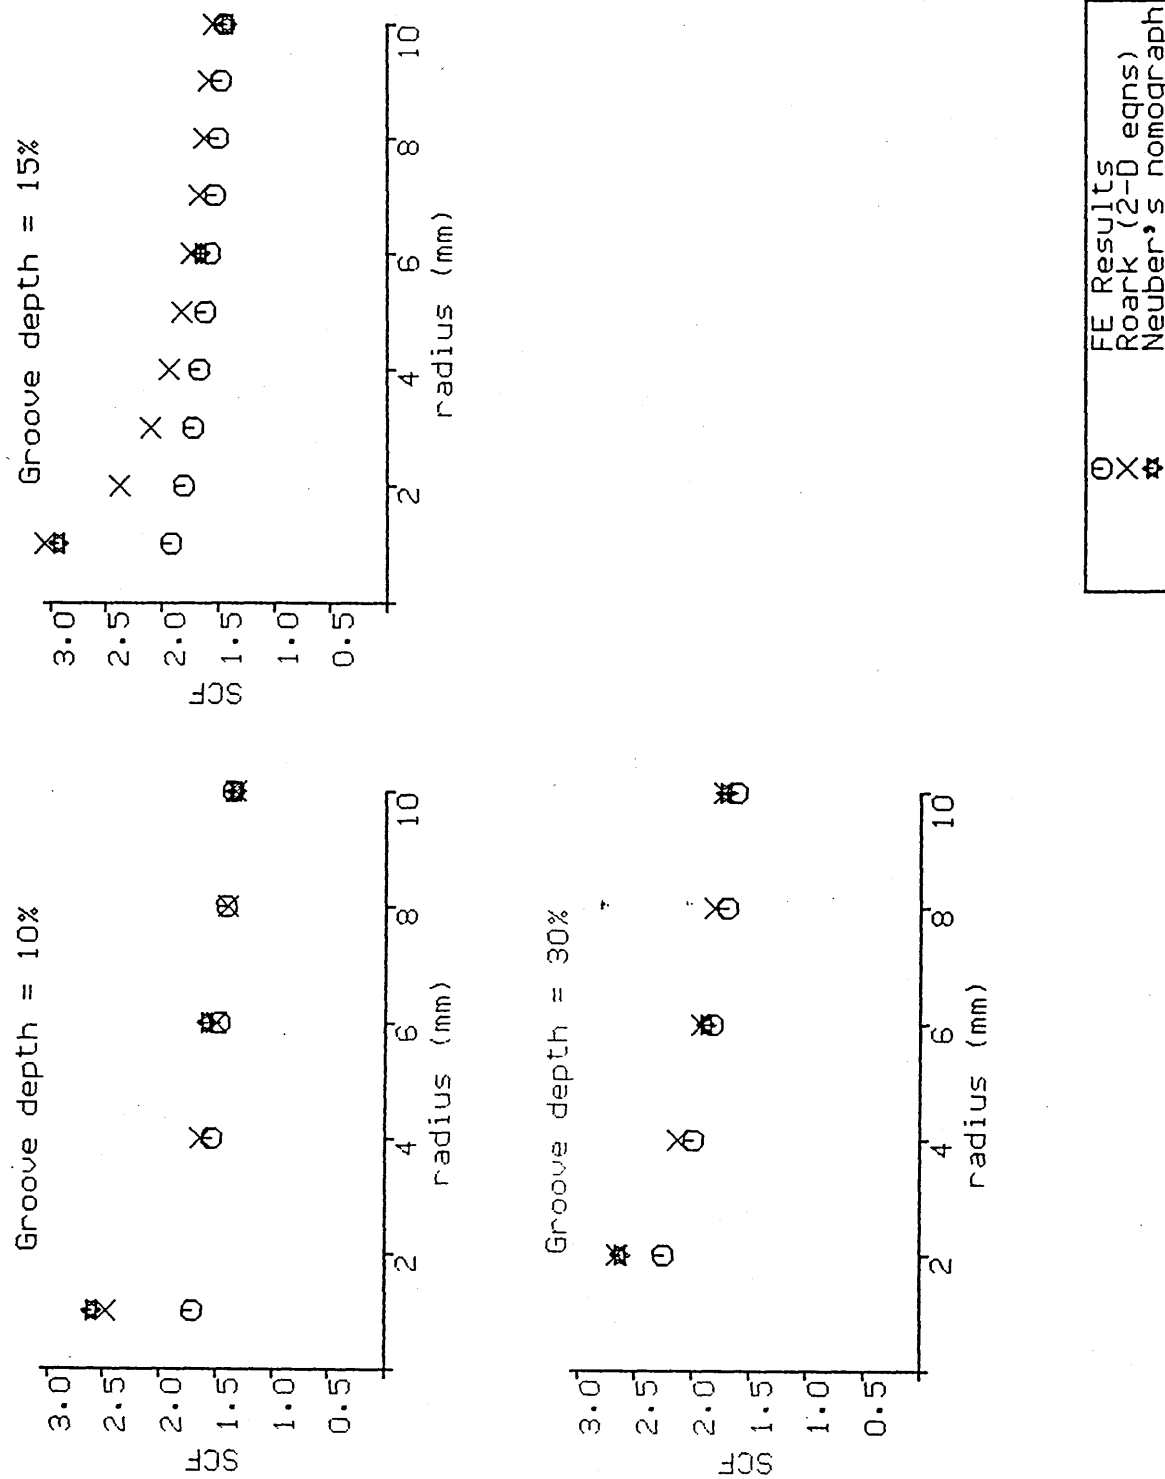 Groove depth = 10%
SCF
3.0
2.5
2.0
1.5
1.0
0.5
2
4
6
8
10
radius (mm)
Groove depth = 15%
SCF
3.0
2.5
2.0
1.5
1.0
0.5
2
4
6
8
10
radius (mm)
Groove depth = 30%
SCF
3.0
2.5
2.0
1.5
1.0
0.5
2
4
6
8
10
radius (mm)
FE Results
Roark (2-D eqns)
Neuber's nomograph